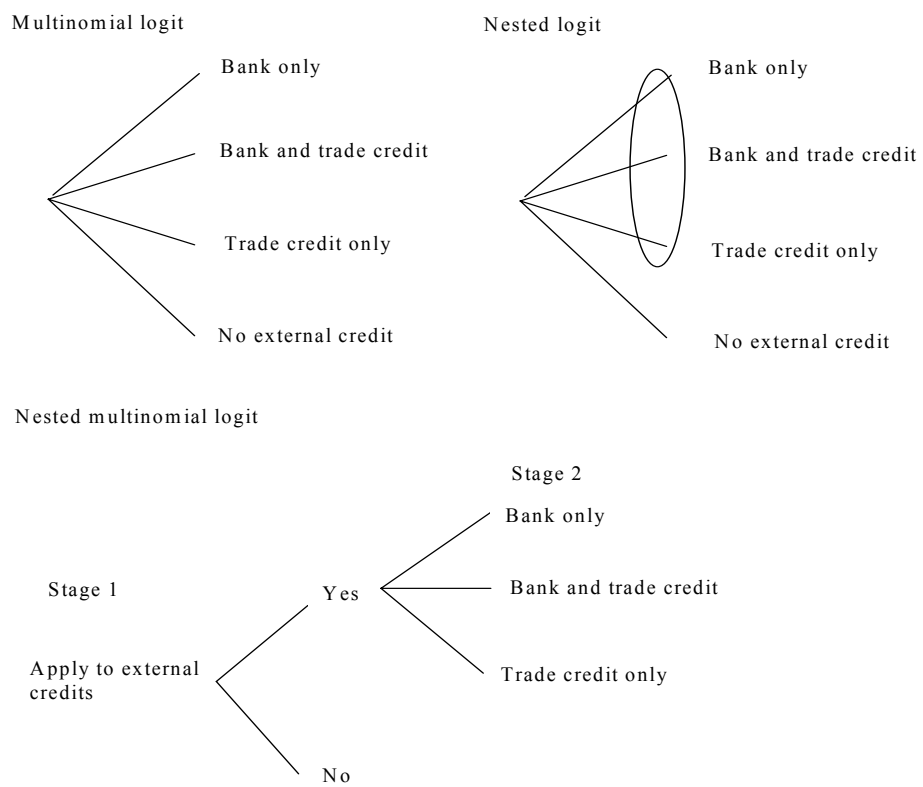 Multinomial logit
Bank only
Bank and trade credit
Trade credit only
No external credit
Nested logit
Bank only
Bank and trade credit
Trade credit only
No external credit
Nested multinomial logit
Stage 1
Apply to external
credits
Yes
No
Stage 2
Bank only
Bank and trade credit
Trade credit only